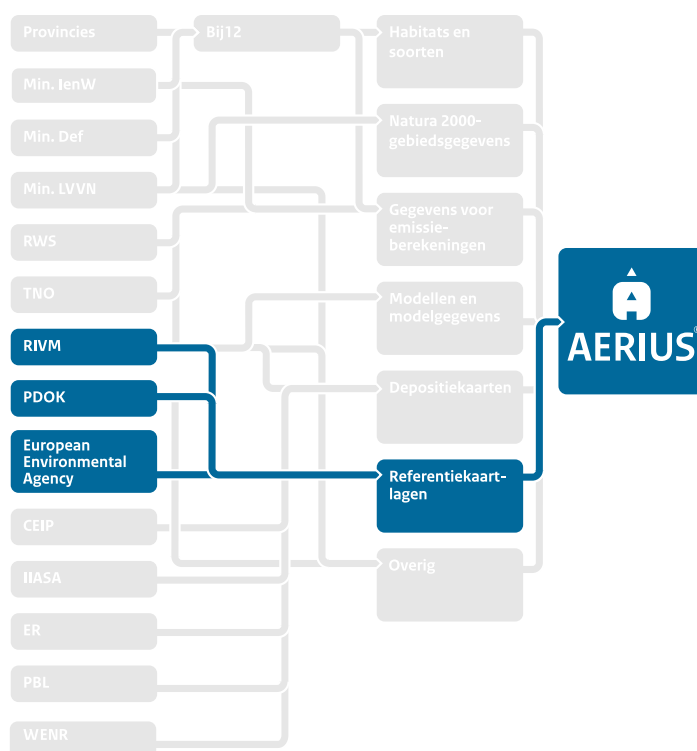 Provincies
Min. IenW
Min. Def
Min. LVVN
RWS
TNO
RIVM
PDOK
European
Environmental
Agency
CEIP
IIASA
ER
PBL
WENR
Bij12
Habitats en
soorten
Natura 2000-
gebiedsgegevens
Gegevens voor
emissie-
berekeningen
Modellen en
modelgegevens
Depositiekaarten
Referentiekaart-
lagen
Overig
AERIUS®